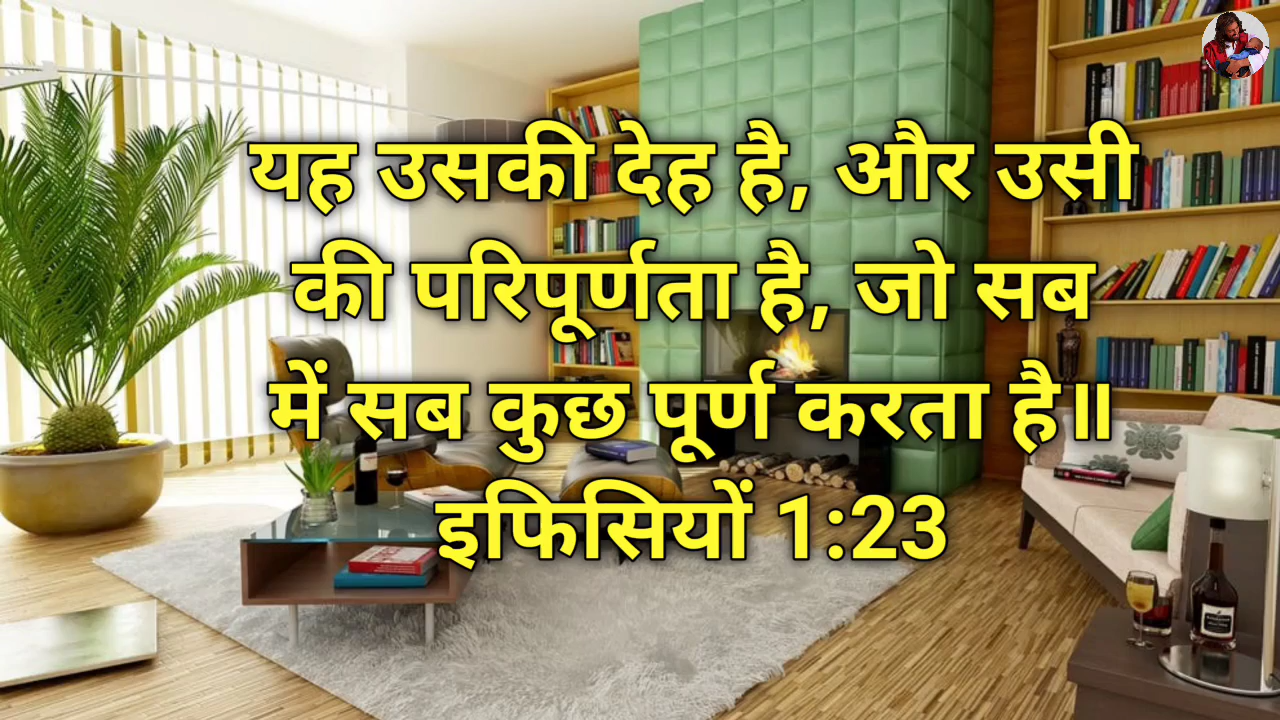 यह उसकी देह है, और उसी
की परिपूर्णता है, जो सब
में सब कुछ पूर्ण करता है॥
इफिसियों 1:23